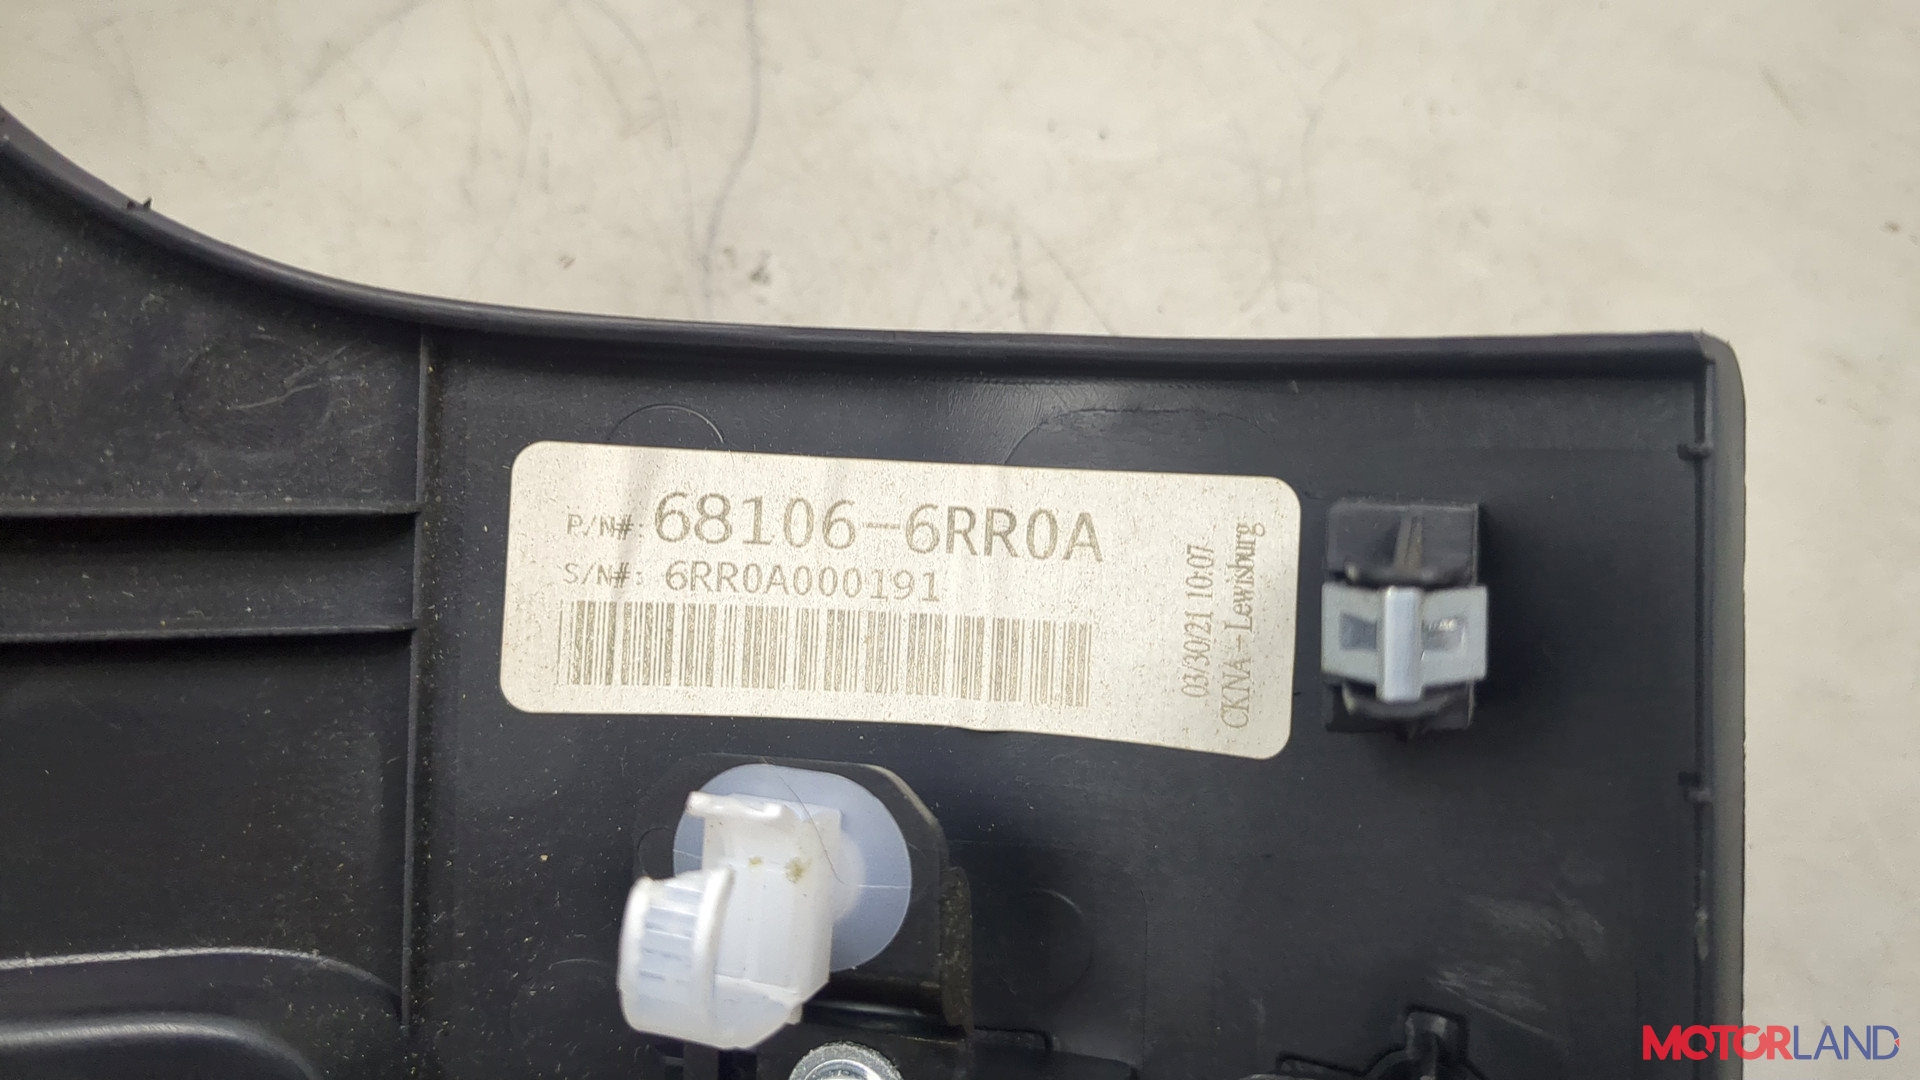 P/N#: 68106-6RR0A
S/N#: 6RR0A000191
03/30/21 10:07
CKNA-Lewisburg
MOTORLAND